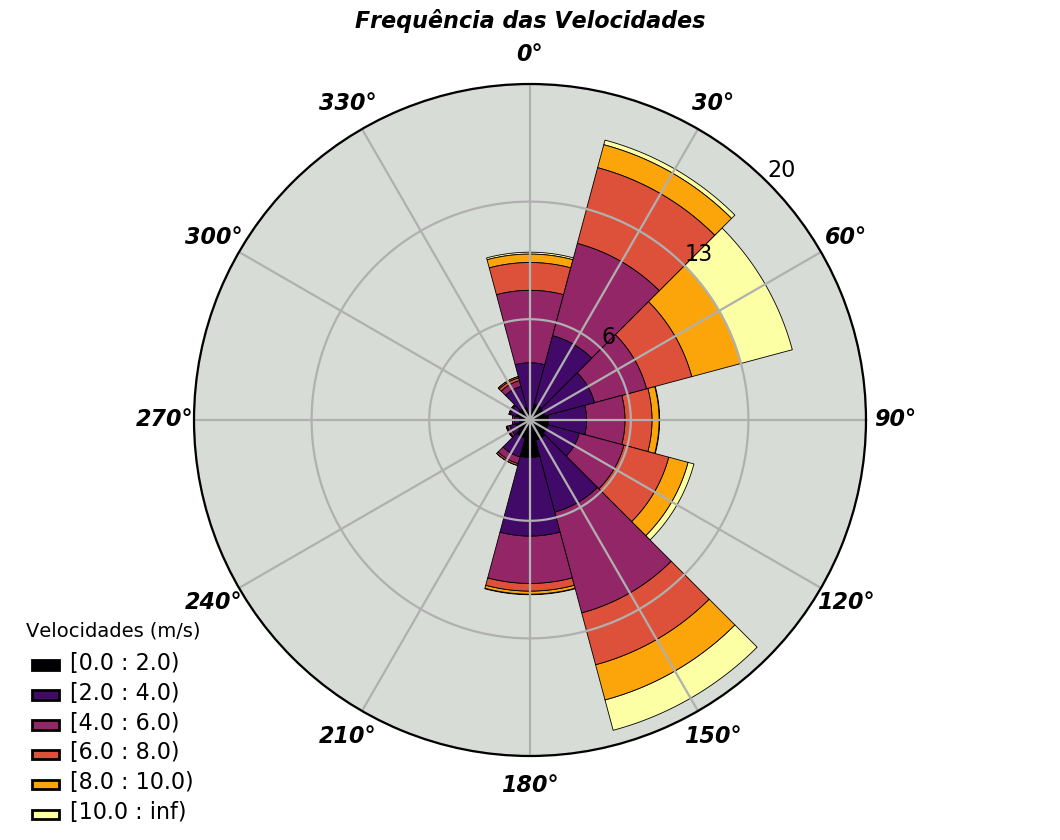 Frequência das Velocidades
0°
330°
30°
20
300°
60°
13
6
270°
90°
240°
120°
210°
150°
180°
Velocidades (m/s)
[0.0 : 2.0)
[2.0 : 4.0)
[4.0 : 6.0)
[6.0 : 8.0)
[8.0 : 10.0)
[10.0 : inf)